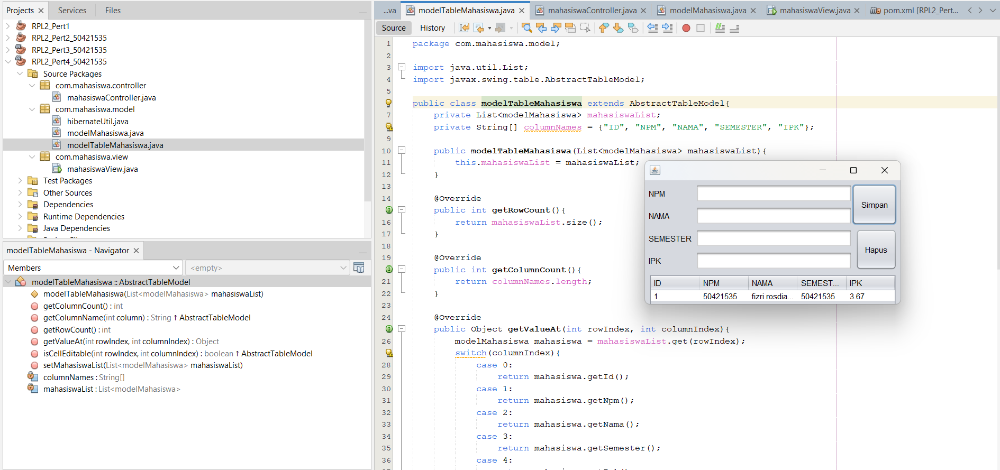 Projects
Services
Files
RPL2_Pert1
RPL2_Pert2_50421535
RPL2_Pert3_50421535
RPL2_Pert4_50421535
Source Packages
com.mahasiswa.controller
mahasiswaController.java
com.mahasiswa.model
hibernateUtil.java
modelMahasiswa.java
modelTableMahasiswa.java
com.mahasiswa.view
mahasiswaView.java
Test Packages
Other Sources
Dependencies
Runtime Dependencies
Java Dependencies
modelTableMahasiswa - Navigator
Members
<empty>
modelTableMahasiswa :: AbstractTableModel
modelTableMahasiswa(List<modelMahasiswa> mahasiswaList)
getColumnCount() : int
getColumnName(int column) : String ↑ AbstractTableModel
getRowCount() : int
getValueAt(int rowIndex, int columnIndex) : Object
isCellEditable(int rowIndex, int columnIndex) : boolean ↑ AbstractTableModel
setMahasiswaList(List<modelMahasiswa> mahasiswaList)
columnNames : String[]
mahasiswaList : List<modelMahasiswa>
...va
modelTableMahasiswa.java
mahasiswaController.java
modelMahasiswa.java
mahasiswaView.java
pom.xml [RPL2_Pert...
Source
History
1 package com.mahasiswa.model;
2
3 import java.util.List;
4 import javax.swing.table.AbstractTableModel;
5
public class modelTableMahasiswa extends AbstractTableModel{
7 private List<modelMahasiswa> mahasiswaList;
private String[] columnNames = {"ID", "NPM", "NAMA", "SEMESTER", "IPK"};
9
10 public modelTableMahasiswa(List<modelMahasiswa> mahasiswaList){
11 this.mahasiswaList = mahasiswaList;
12 }
13
14 @Override
public int getRowCount(){
16 return mahasiswaList.size();
17 }
18
19 @Override
public int getColumnCount(){
21 return columnNames.length;
22 }
23
24 @Override
public Object getValueAt(int rowIndex, int columnIndex){
26 modelMahasiswa mahasiswa = mahasiswaList.get(rowIndex);
switch(columnIndex){
28 case 0:
29 return mahasiswa.getId();
30 case 1:
31 return mahasiswa.getNpm();
32 case 2:
33 return mahasiswa.getNama();
34 case 3:
35 return mahasiswa.getSemester();
36 case 4:
NPM
Simpan
NAMA
SEMESTER
Hapus
IPK
ID NPM NAMA SEMEST... IPK
1 50421535 fizri rosdia... 50421535 3.67